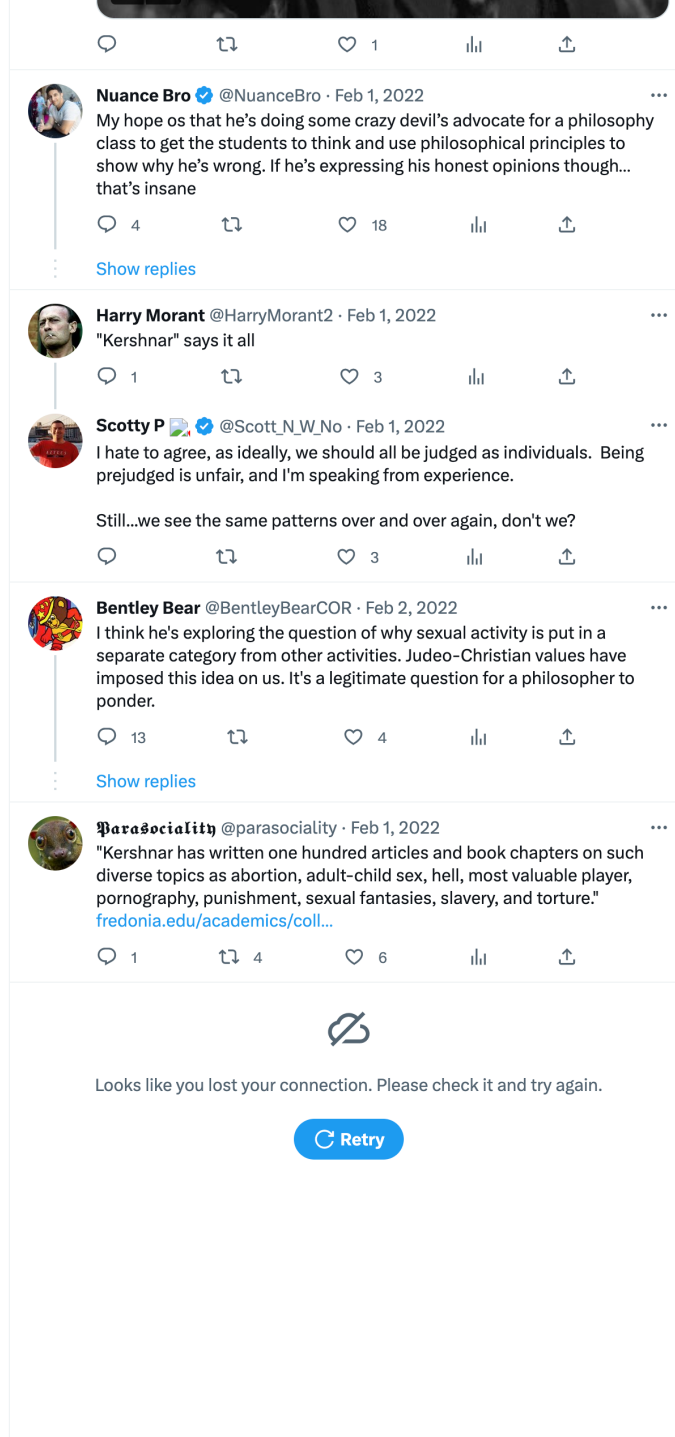 1
Nuance Bro @NuanceBro · Feb 1, 2022
My hope os that he’s doing some crazy devil’s advocate for a philosophy
class to get the students to think and use philosophical principles to
show why he’s wrong. If he’s expressing his honest opinions though...
that’s insane
4 18
Show replies
Harry Morant @HarryMorant2 · Feb 1, 2022
"Kershnar" says it all
1 3
Scotty P @Scott_N_W_No · Feb 1, 2022
I hate to agree, as ideally, we should all be judged as individuals.  Being
prejudged is unfair, and I'm speaking from experience.
Still...we see the same patterns over and over again, don't we?
3
Bentley Bear @BentleyBearCOR · Feb 2, 2022
I think he's exploring the question of why sexual activity is put in a
separate category from other activities. Judeo-Christian values have
imposed this idea on us. It's a legitimate question for a philosopher to
ponder.
13 4
Show replies
𝕻𝖆𝖗𝖆𝖘𝖔𝖈𝖎𝖆𝖑𝖎𝖙𝖞 @parasociality · Feb 1, 2022
"Kershnar has written one hundred articles and book chapters on such
diverse topics as abortion, adult-child sex, hell, most valuable player,
pornography, punishment, sexual fantasies, slavery, and torture."
fredonia.edu/academics/coll...
1 4 6
Looks like you lost your connection. Please check it and try again.
Retry